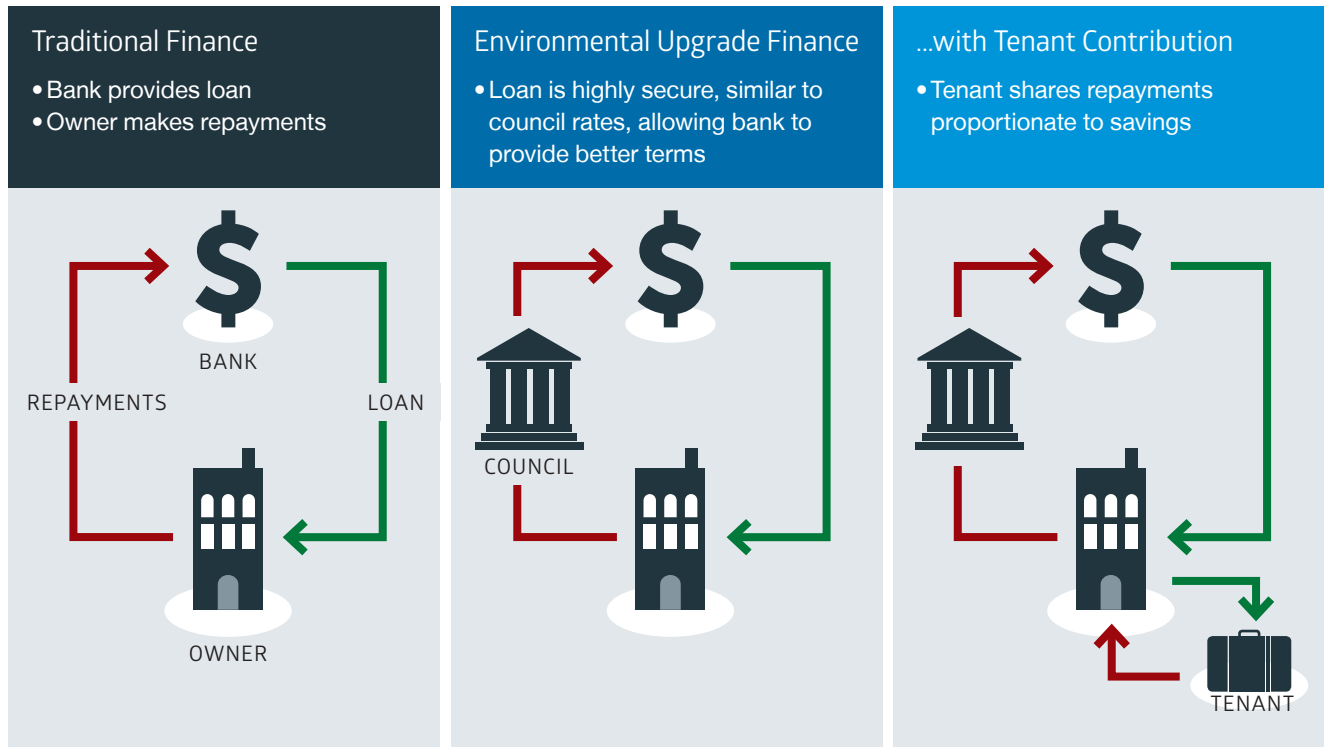 Traditional Finance
• Bank provides loan
• Owner makes repayments
BANK
REPAYMENTS
LOAN
OWNER
Environmental Upgrade Finance
• Loan is highly secure, similar to
council rates, allowing bank to
provide better terms
COUNCIL
...with Tenant Contribution
• Tenant shares repayments
proportionate to savings
TENANT